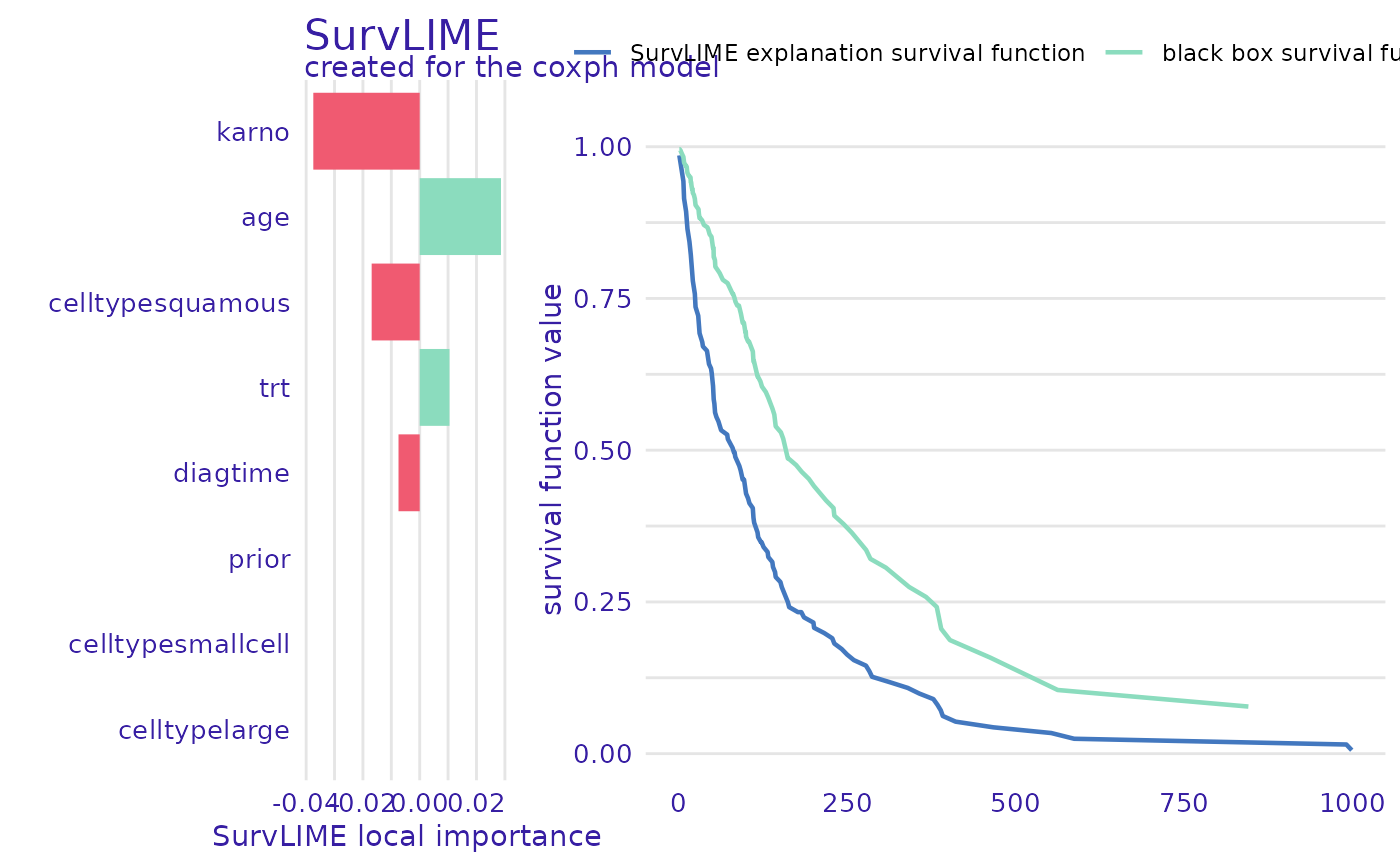 SurvLIME
created for the coxph model
SurvLIME explanation survival function
black box survival fu
karno
age
celltypesquamous
trt
diagtime
prior
celltypesmallcell
celltypelarge
-0.04
0.02
0.00
0.02
SurvLIME local importance
survival function value
1.00
0.75
0.50
0.25
0.00
0
250
500
750
1000